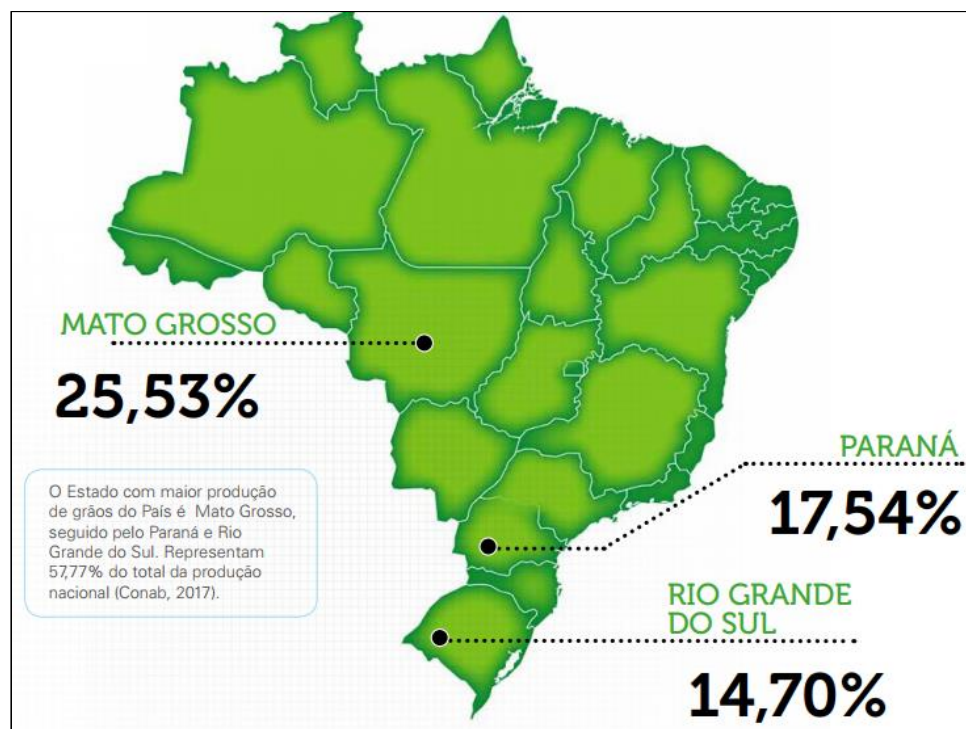 MATO GROSSO
25,53%
O Estado com maior produção
de grãos do País é Mato Grosso,
seguido pelo Paraná e Rio
Grande do Sul. Representam
57,77% do total da produção
nacional (Conab, 2017).
PARANÁ
17,54%
RIO GRANDE
DO SUL
14,70%